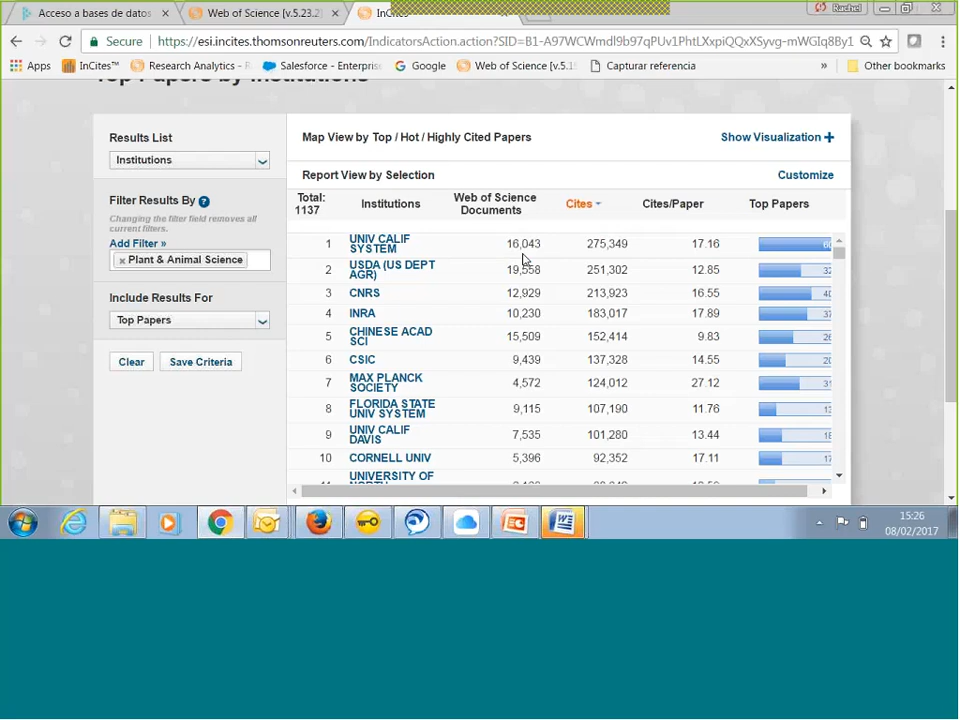 Acceso a bases de datos
Web of Science [v.5.23.2]
InCites
Rachel
Secure
https://esi.incites.thomsonreuters.com/IndicatorsAction.action?SID=B1-A97WCWmdl9b97qPUv1PhtLXxpiQQxXSyvg-mWGIq8By1
Apps
InCites™
Research Analytics - R
Salesforce - Enterprise
Google
Web of Science [v.5.15
Capturar referencia
»
Other bookmarks
Top Papers by Institutions
Results List
Institutions
Filter Results By ?
Changing the filter field removes all
current filters.
Add Filter »
× Plant & Animal Science
Include Results For
Top Papers
Clear
Save Criteria
Map View by Top / Hot / Highly Cited Papers
Show Visualization +
Report View by Selection
Customize
Total:
1137
Institutions
Web of Science
Documents
Cites
Cites/Paper
Top Papers
1 UNIV CALIF SYSTEM 16,043 275,349 17.16
2 USDA (US DEPT AGR) 19,558 251,302 12.85
3 CNRS 12,929 213,923 16.55
4 INRA 10,230 183,017 17.89
5 CHINESE ACAD SCI 15,509 152,414 9.83
6 CSIC 9,439 137,328 14.55
7 MAX PLANCK SOCIETY 4,572 124,012 27.12
8 FLORIDA STATE UNIV SYSTEM 9,115 107,190 11.76
9 UNIV CALIF DAVIS 7,535 101,280 13.44
10 CORNELL UNIV 5,396 92,352 17.11
UNIVERSITY OF
15:26
08/02/2017